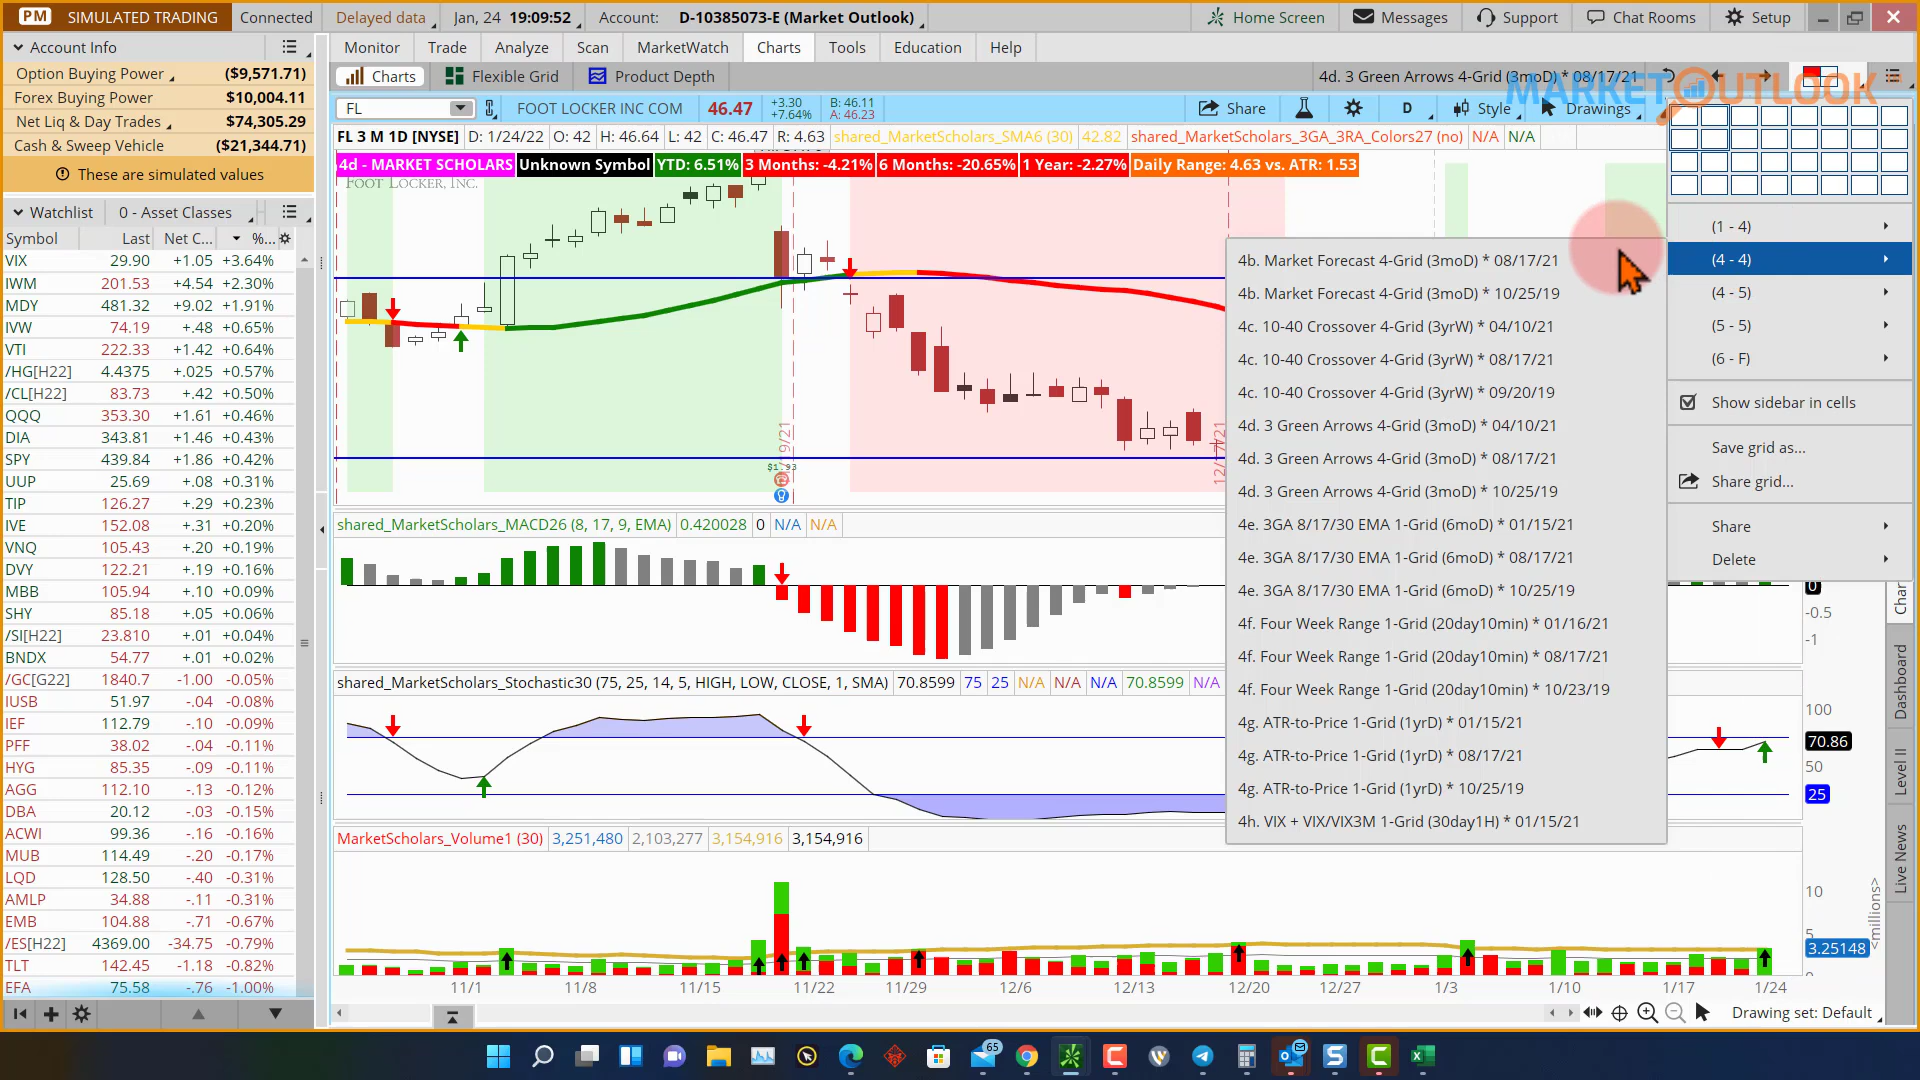 PM SIMULATED TRADING Connected Delayed data Jan, 24 19:09:52 Account: D-10385073-E (Market Outlook) Home Screen Messages Support Chat Rooms Setup
Account Info
Option Buying Power ($9,571.71)
Forex Buying Power $10,004.11
Net Liq & Day Trades $74,305.29
Cash & Sweep Vehicle ($21,344.71)
These are simulated values
Watchlist 0 - Asset Classes
Symbol Last Net C... %...
VIX 29.90 +1.05 +3.64%
IWM 201.53 +4.54 +2.30%
MDY 481.32 +9.02 +1.91%
IVW 74.19 +.48 +0.65%
VTI 222.33 +1.42 +0.64%
/HG[H22] 4.4375 +.025 +0.57%
/CL[H22] 83.73 +.42 +0.50%
QQQ 353.30 +1.61 +0.46%
DIA 343.81 +1.46 +0.43%
SPY 439.84 +1.86 +0.42%
UUP 25.69 +.08 +0.31%
TIP 126.27 +.29 +0.23%
IVE 152.08 +.31 +0.20%
VNQ 105.43 +.20 +0.19%
DVY 122.21 +.19 +0.16%
MBB 105.94 +.10 +0.09%
SHY 85.18 +.05 +0.06%
/SI[H22] 23.810 +.01 +0.04%
BNDX 54.77 +.01 +0.02%
/GC[G22] 1840.7 -1.00 -0.05%
IUSB 51.97 -.04 -0.08%
IEF 112.79 -.10 -0.09%
PFF 38.02 -.04 -0.11%
HYG 85.35 -.09 -0.11%
AGG 112.10 -.13 -0.12%
DBA 20.12 -.03 -0.15%
ACWI 99.36 -.16 -0.16%
MUB 114.49 -.20 -0.17%
LQD 128.50 -.40 -0.31%
AMLP 34.88 -.11 -0.31%
EMB 104.88 -.71 -0.67%
/ES[H22] 4369.00 -34.75 -0.79%
TLT 142.45 -1.18 -0.82%
EFA 75.58 -.76 -1.00%
Monitor Trade Analyze Scan MarketWatch Charts Tools Education Help
Charts Flexible Grid Product Depth 4d. 3 Green Arrows 4-Grid (3moD) * 08/17/21
MARKET OUTLOOK
FL FOOT LOCKER INC COM 46.47 +3.30 +7.64% B: 46.11 A: 46.23 Share D Style Drawings
FL 3 M 1D [NYSE] D: 1/24/22 O: 42 H: 46.64 L: 42 C: 46.47 R: 4.63 shared_MarketScholars_SMA6 (30) 42.82 shared_MarketScholars_3GA_3RA_Colors27 (no) N/A N/A
4d - MARKET SCHOLARS Unknown Symbol YTD: 6.51% 3 Months: -4.21% 6 Months: -20.65% 1 Year: -2.27% Daily Range: 4.63 vs. ATR: 1.53
FOOT LOCKER, INC.
$1.93
12/17/21
shared_MarketScholars_MACD26 (8, 17, 9, EMA) 0.420028 0 N/A N/A
0
-0.5
-1
shared_MarketScholars_Stochastic30 (75, 25, 14, 5, HIGH, LOW, CLOSE, 1, SMA) 70.8599 75 25 N/A N/A N/A 70.8599 N/A
100
70.86
50
25
MarketScholars_Volume1 (30) 3,251,480 2,103,277 3,154,916 3,154,916
10
5
3.25148
<millions>
11/1 11/8 11/15 11/22 11/29 12/6 12/13 12/20 12/27 1/3 1/10 1/17 1/24
Drawing set: Default
4b. Market Forecast 4-Grid (3moD) * 08/17/21
4b. Market Forecast 4-Grid (3moD) * 10/25/19
4c. 10-40 Crossover 4-Grid (3yrW) * 04/10/21
4c. 10-40 Crossover 4-Grid (3yrW) * 08/17/21
4c. 10-40 Crossover 4-Grid (3yrW) * 09/20/19
4d. 3 Green Arrows 4-Grid (3moD) * 04/10/21
4d. 3 Green Arrows 4-Grid (3moD) * 08/17/21
4d. 3 Green Arrows 4-Grid (3moD) * 10/25/19
4e. 3GA 8/17/30 EMA 1-Grid (6moD) * 01/15/21
4e. 3GA 8/17/30 EMA 1-Grid (6moD) * 08/17/21
4e. 3GA 8/17/30 EMA 1-Grid (6moD) * 10/25/19
4f. Four Week Range 1-Grid (20day10min) * 01/16/21
4f. Four Week Range 1-Grid (20day10min) * 08/17/21
4f. Four Week Range 1-Grid (20day10min) * 10/23/19
4g. ATR-to-Price 1-Grid (1yrD) * 01/15/21
4g. ATR-to-Price 1-Grid (1yrD) * 08/17/21
4g. ATR-to-Price 1-Grid (1yrD) * 10/25/19
4h. VIX + VIX/VIX3M 1-Grid (30day1H) * 01/15/21
(1 - 4)
(4 - 4)
(4 - 5)
(5 - 5)
(6 - F)
Show sidebar in cells
Save grid as...
Share grid...
Share
Delete
Dashboard
Level II
Live News
65